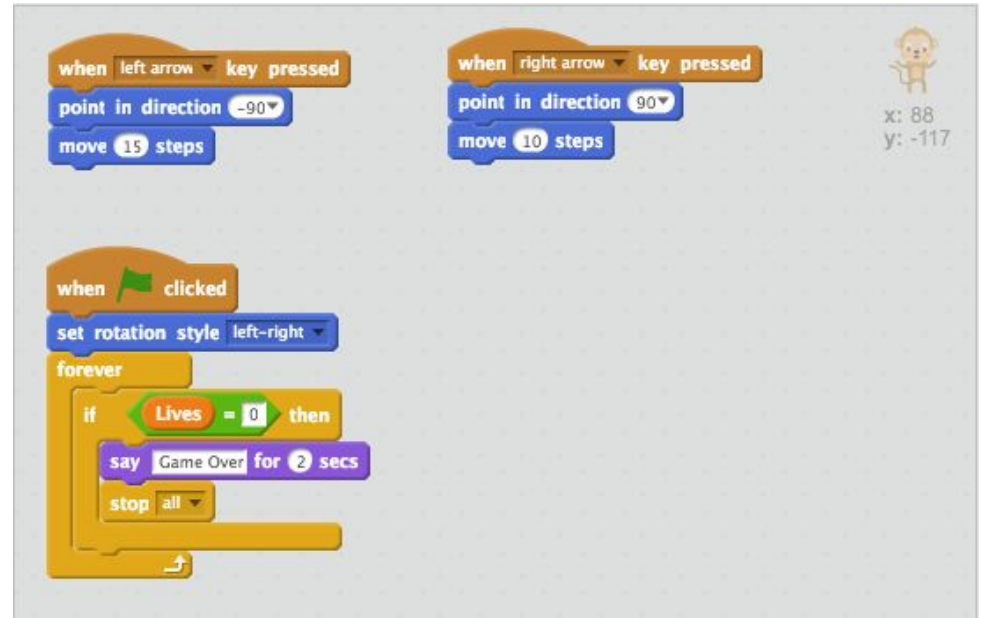 when left arrow key pressed
point in direction -90
move 15 steps
when right arrow key pressed
point in direction 90
move 10 steps
x: 88
y: -117
when clicked
set rotation style left-right
forever
if Lives = 0 then
say Game Over for 2 secs
stop all